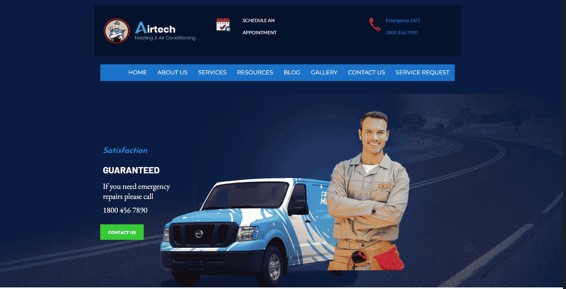 Airtech
Heating & Air Conditioning
SCHEDULE AN
APPOINTMENT
Emergency 24/7
1800 456 7890
HOME ABOUT US SERVICES RESOURCES BLOG GALLERY CONTACT US SERVICE REQUEST
Satisfaction
GUARANTEED
If you need emergency
repairs please call
1800 456 7890
CONTACT US